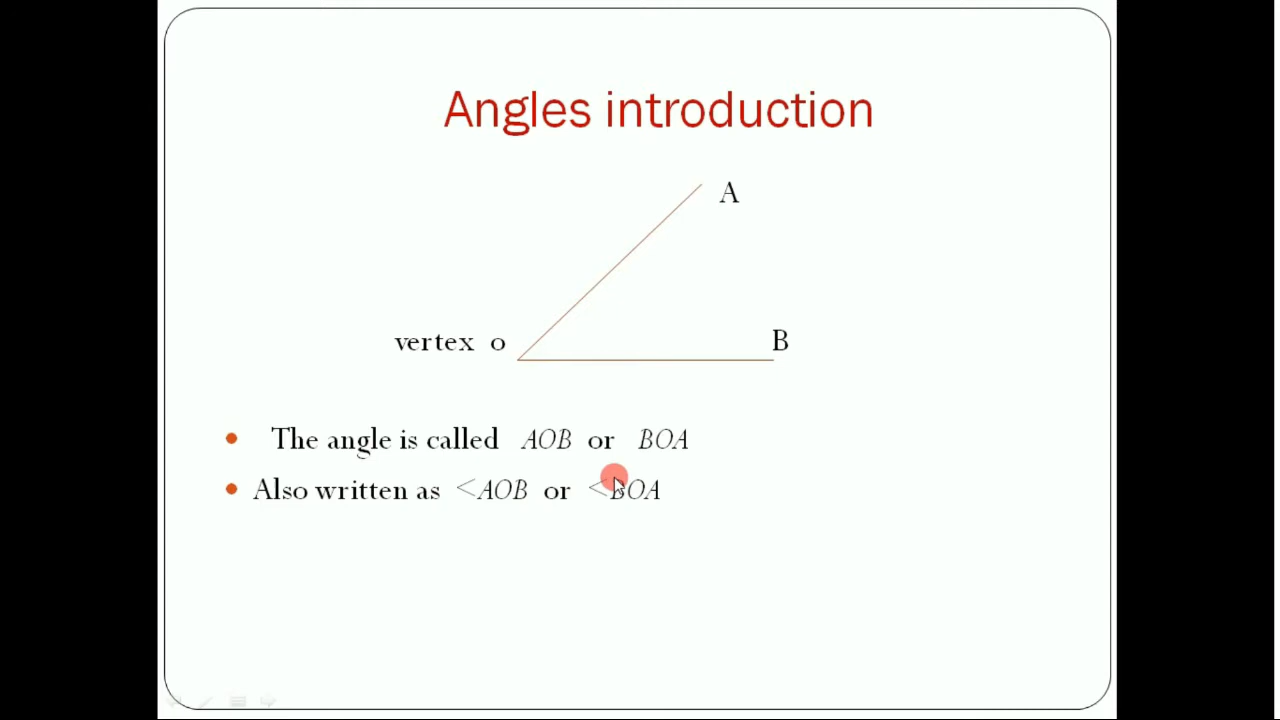 Angles introduction
A
vertex o
B
The angle is called AOB or BOA
Also written as <AOB or <BOA